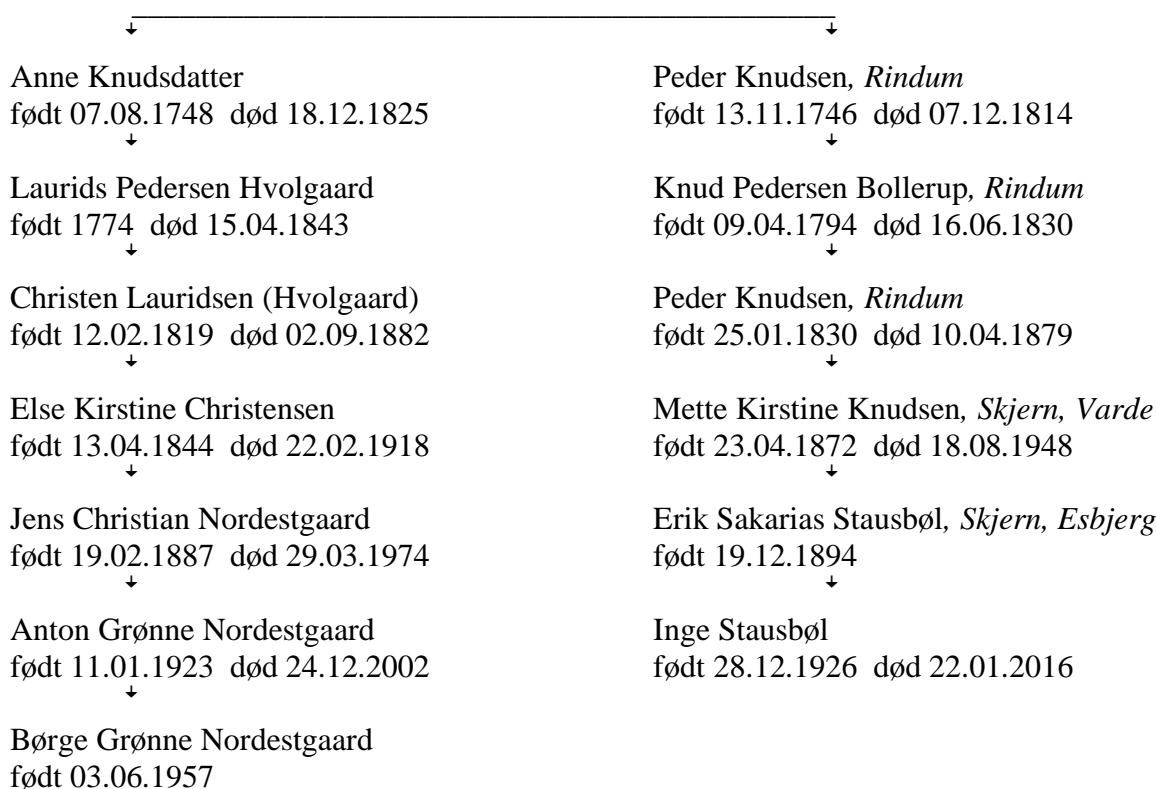 Anne Knudsdatter
født 07.08.1748 død 18.12.1825
Laurids Pedersen Hvolgaard
født 1774 død 15.04.1843
Christen Lauridsen (Hvolgaard)
født 12.02.1819 død 02.09.1882
Else Kirstine Christensen
født 13.04.1844 død 22.02.1918
Jens Christian Nordestgaard
født 19.02.1887 død 29.03.1974
Anton Grønne Nordestgaard
født 11.01.1923 død 24.12.2002
Børge Grønne Nordestgaard
født 03.06.1957
Peder Knudsen, Rindum
født 13.11.1746 død 07.12.1814
Knud Pedersen Bollerup, Rindum
født 09.04.1794 død 16.06.1830
Peder Knudsen, Rindum
født 25.01.1830 død 10.04.1879
Mette Kirstine Knudsen, Skjern, Varde
født 23.04.1872 død 18.08.1948
Erik Sakarias Stausbøl, Skjern, Esbjerg
født 19.12.1894
Inge Stausbøl
født 28.12.1926 død 22.01.2016